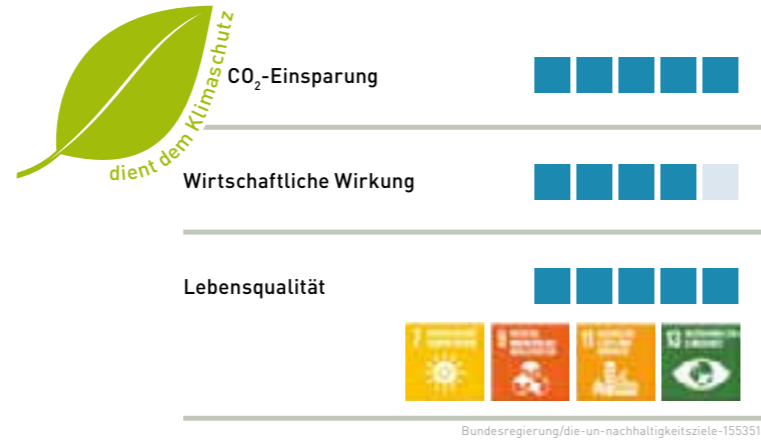 dient dem Klimaschutz
CO₂-Einsparung
Wirtschaftliche Wirkung
Lebensqualität
7
9
11
13
Bundesregierung/die-un-nachhaltigkeitsziele-155351